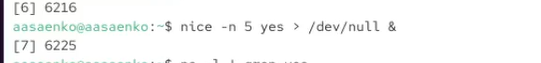 [6] 6216
aasaenko@aasaenko:~$ nice -n 5 yes > /dev/null &
[7] 6225